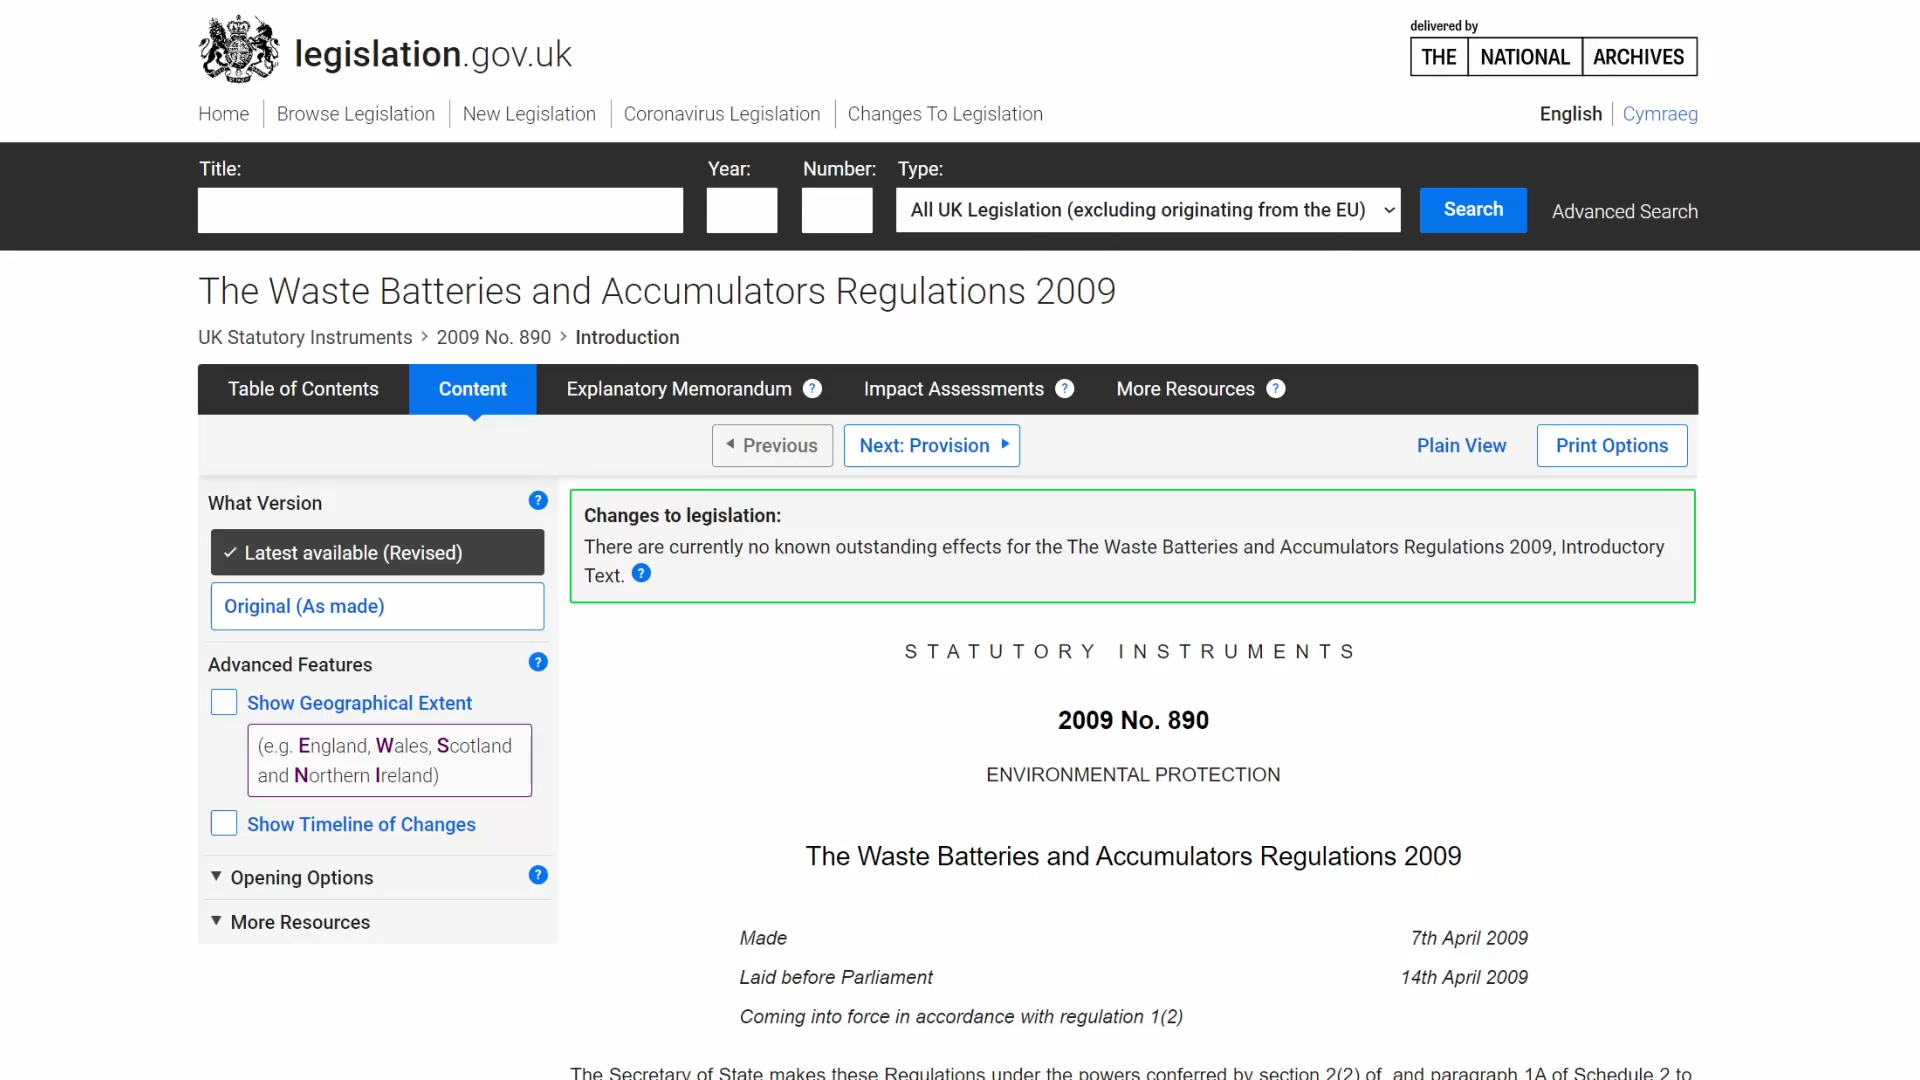 delivered by
legislation.gov.uk
THE NATIONAL ARCHIVES
Home Browse Legislation New Legislation Coronavirus Legislation Changes To Legislation English Cymraeg
Title: Year: Number: Type:
All UK Legislation (excluding originating from the EU) Search Advanced Search
The Waste Batteries and Accumulators Regulations 2009
UK Statutory Instruments > 2009 No. 890 > Introduction
Table of Contents Content Explanatory Memorandum ? Impact Assessments ? More Resources ?
Previous Next: Provision Plain View Print Options
What Version ?
✓ Latest available (Revised)
Original (As made)
Advanced Features ?
Show Geographical Extent
(e.g. England, Wales, Scotland
and Northern Ireland)
Show Timeline of Changes
Opening Options ?
More Resources
Changes to legislation:
There are currently no known outstanding effects for the The Waste Batteries and Accumulators Regulations 2009, Introductory
Text. ?
STATUTORY INSTRUMENTS
2009 No. 890
ENVIRONMENTAL PROTECTION
The Waste Batteries and Accumulators Regulations 2009
Made 7th April 2009
Laid before Parliament 14th April 2009
Coming into force in accordance with regulation 1(2)
The Secretary of State makes these Regulations under the powers conferred by section 2(2) of, and paragraph 1A of Schedule 2 to